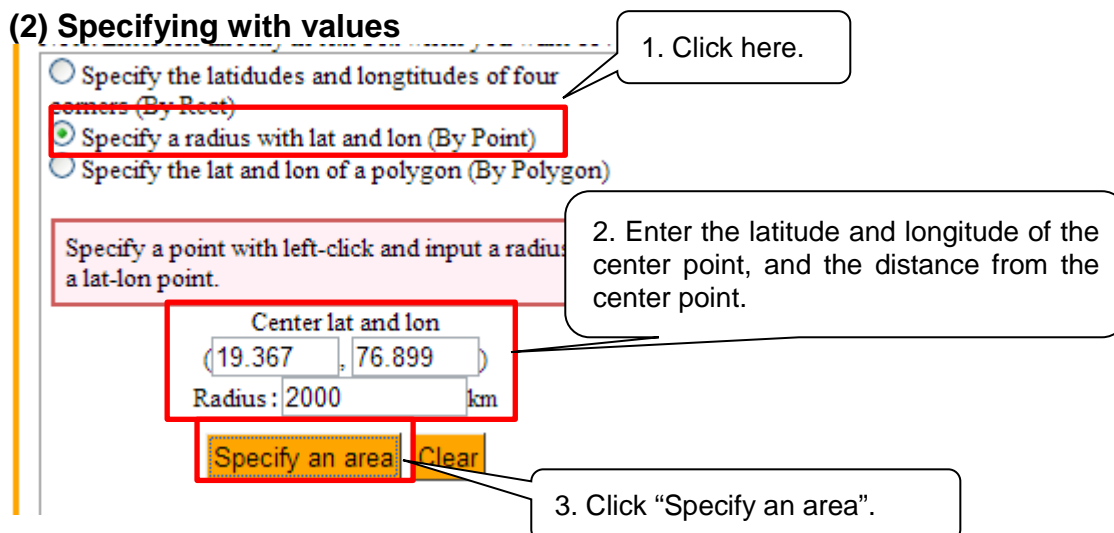 (2) Specifying with values
1. Click here.
Specify the latidudes and longtitudes of four
corners (By Rect)
Specify a radius with lat and lon (By Point)
Specify the lat and lon of a polygon (By Polygon)
Specify a point with left-click and input a radius
a lat-lon point.
2. Enter the latitude and longitude of the
center point, and the distance from the
center point.
Center lat and lon
(19.367, 76.899)
Radius: 2000 km
Specify an area Clear
3. Click “Specify an area”.